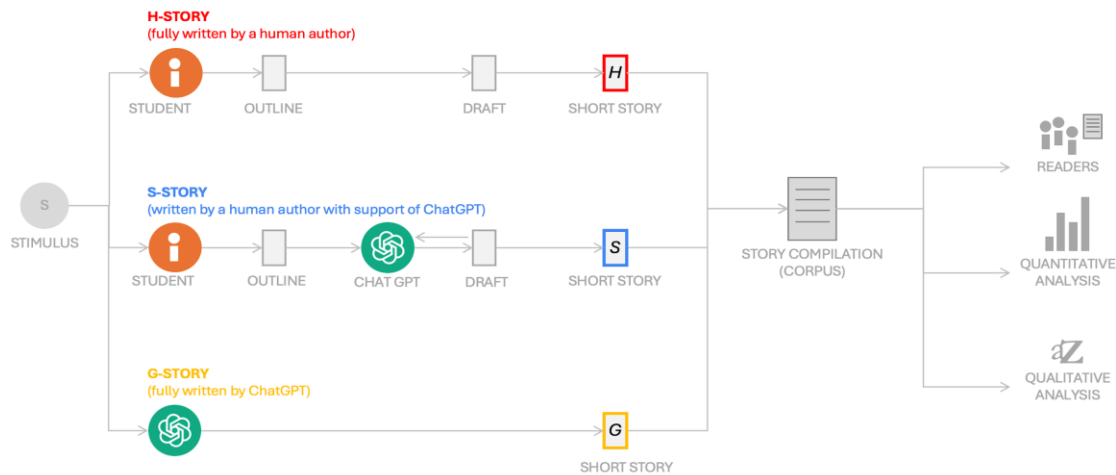 H-STORY
(fully written by a human author)
H
STUDENT
OUTLINE
DRAFT
SHORT STORY
S
STIMULUS
S-STORY
(written by a human author with support of ChatGPT)
S
STUDENT
OUTLINE
CHAT GPT
DRAFT
SHORT STORY
G-STORY
(fully written by ChatGPT)
G
SHORT STORY
STORY COMPILATION
(CORPUS)
READERS
QUANTITATIVE
ANALYSIS
aZ
QUALITATIVE
ANALYSIS